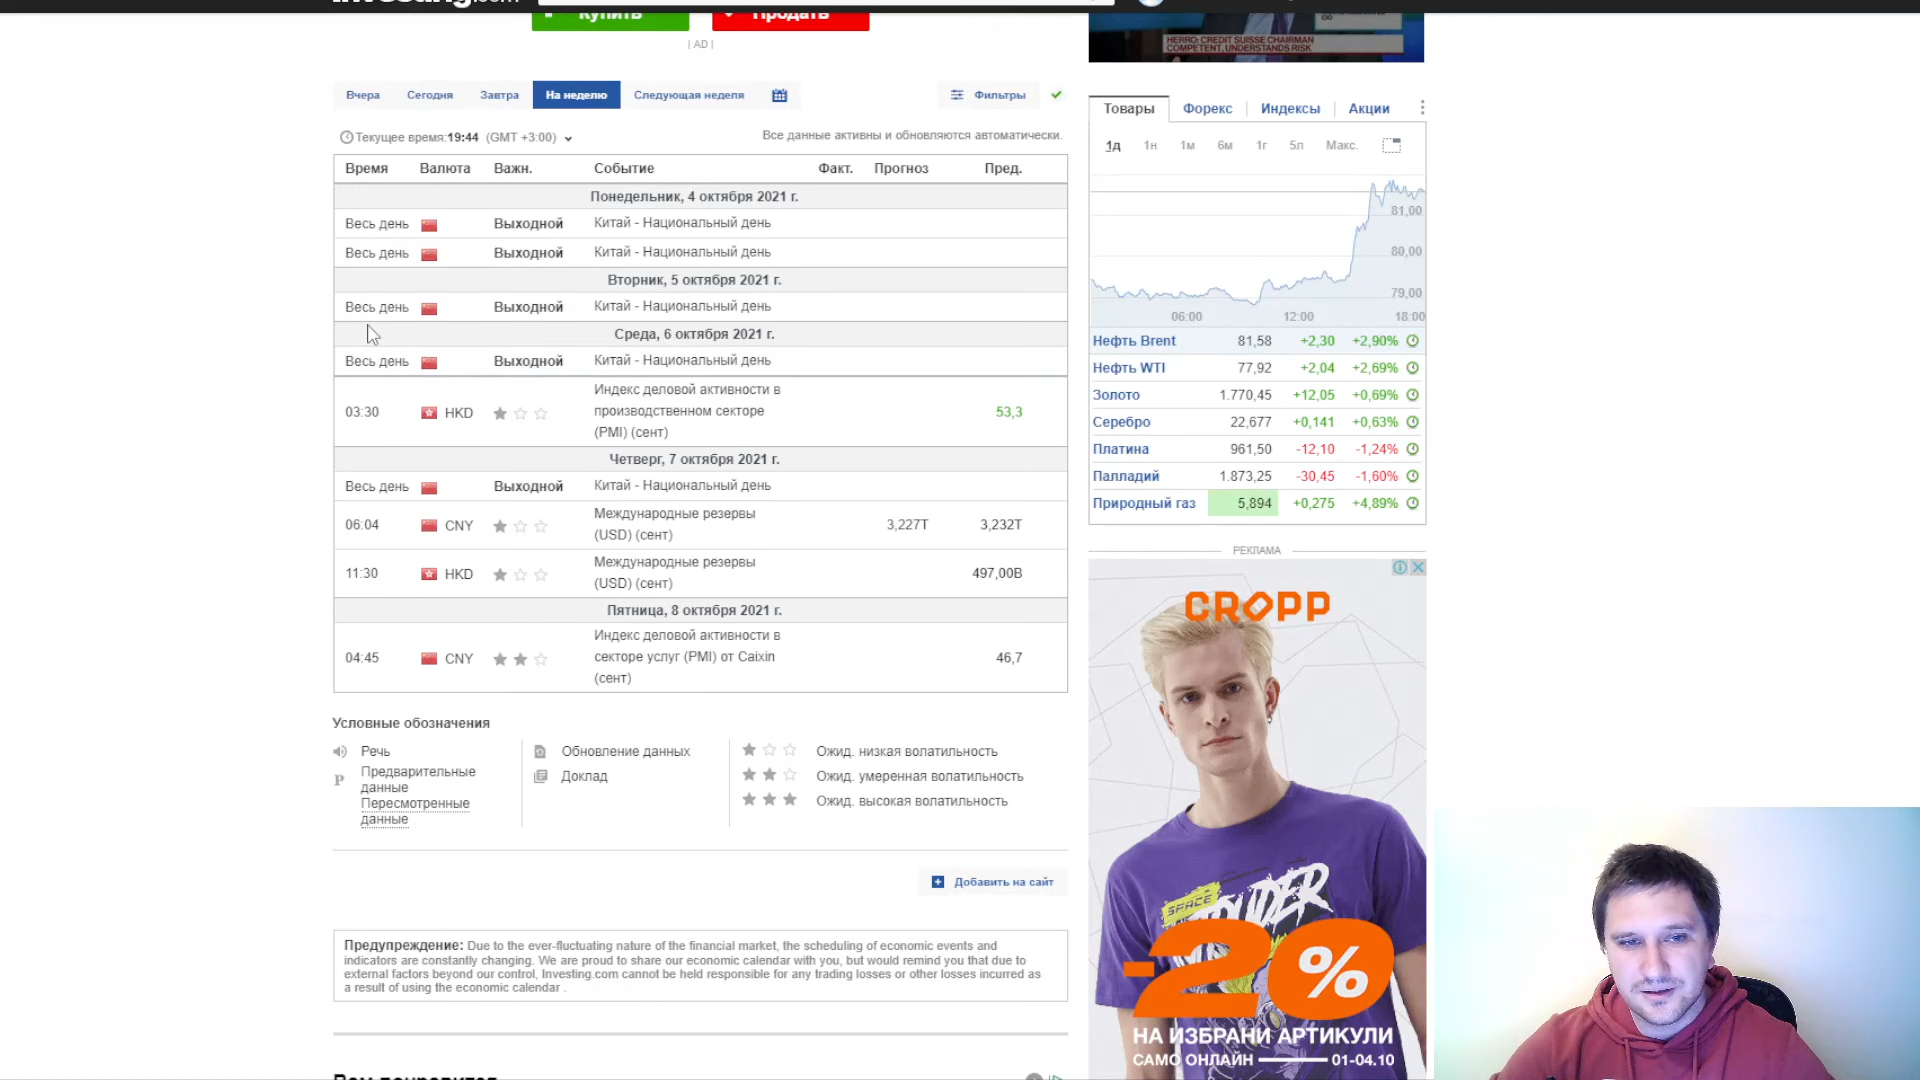 Investing.com
Купить
Продать
| AD |
HERRO: CREDIT SUISSE CHAIRMAN
COMPETENT, UNDERSTANDS RISK
Вчера
Сегодня
Завтра
На неделю
Следующая неделя
Фильтры
Текущее время:19:44 (GMT +3:00)
Все данные активны и обновляются автоматически.
Время Валюта Важн. Событие Факт. Прогноз Пред.
Понедельник, 4 октября 2021 г.
Весь день Выходной Китай - Национальный день
Весь день Выходной Китай - Национальный день
Вторник, 5 октября 2021 г.
Весь день Выходной Китай - Национальный день
Среда, 6 октября 2021 г.
Весь день Выходной Китай - Национальный день
Индекс деловой активности в
03:30 HKD производственном секторе 53,3
(PMI) (сент)
Четверг, 7 октября 2021 г.
Весь день Выходной Китай - Национальный день
06:04 CNY Международные резервы 3,227T 3,232T
(USD) (сент)
11:30 HKD Международные резервы 497,00B
(USD) (сент)
Пятница, 8 октября 2021 г.
Индекс деловой активности в
04:45 CNY секторе услуг (PMI) от Caixin 46,7
(сент)
Условные обозначения
Речь
Предварительные
данные
Пересмотренные
данные
Обновление данных
Доклад
Ожид. низкая волатильность
Ожид. умеренная волатильность
Ожид. высокая волатильность
Добавить на сайт
Предупреждение: Due to the ever-fluctuating nature of the financial market, the scheduling of economic events and
indicators are constantly changing. We are proud to share our economic calendar with you, but would remind you that due to
external factors beyond our control, Investing.com cannot be held responsible for any trading losses or other losses incurred as
a result of using the economic calendar .
Товары Форекс Индексы Акции
1д 1н 1м 6м 1г 5л Макс.
81,00
80,00
79,00
06:00 12:00 18:00
Нефть Brent 81,58 +2,30 +2,90%
Нефть WTI 77,92 +2,04 +2,69%
Золото 1.770,45 +12,05 +0,69%
Серебро 22,677 +0,141 +0,63%
Платина 961,50 -12,10 -1,24%
Палладий 1.873,25 -30,45 -1,60%
Природный газ 5,894 +0,275 +4,89%
РЕКЛАМА
CROPP
SPACE
-20%
НА ИЗБРАНИ АРТИКУЛИ
САМО ОНЛАЙН 01-04.10